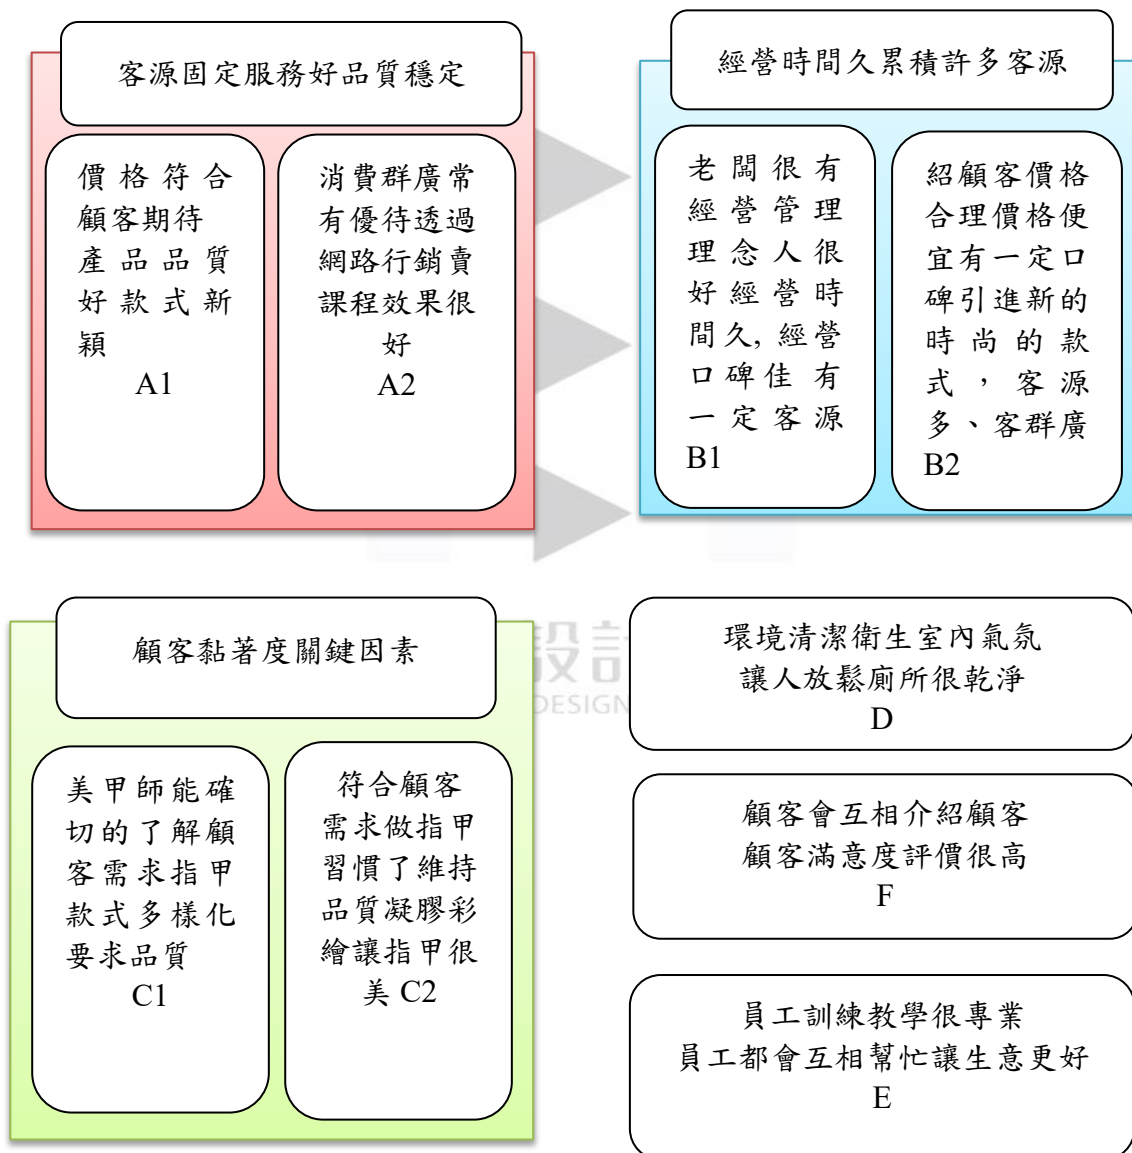 客源固定服務好品質穩定
價格符合
顧客期待
產品品質
好款式新
穎
A1
消費群廣常
有優待透過
網路行銷賣
課程效果很
好
A2
經營時間久累積許多客源
老闆很有
經營管理
理念人很
好經營時
間久, 經營
口碑佳 有
一定客源
B1
紹顧客價格
合理價格便
宜有一定口
碑引進新的
時尚的款
式，客源
多、客群廣
B2
顧客黏著度關鍵因素
美甲師能確
切的了解顧
客需求指甲
款式多樣化
要求品質
C1
符合顧客
需求做指甲
習慣了維持
品質凝膠彩
繪讓指甲很
美 C2
設
DESIGN
環境清潔衛生室內氣氛
讓人放鬆廁所很乾淨
D
顧客會互相介紹顧客
顧客滿意度評價很高
F
員工訓練教學很專業
員工都會互相幫忙讓生意更好
E